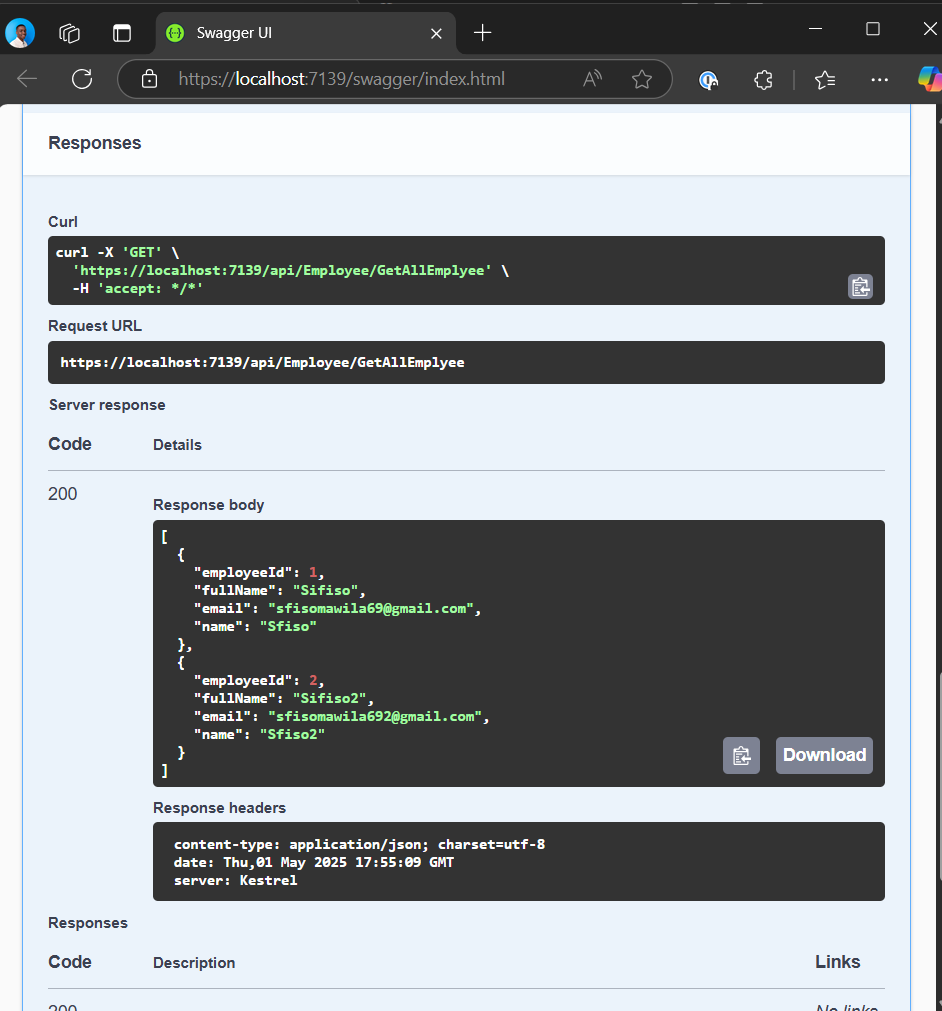 Swagger UI
https://localhost:7139/swagger/index.html
Responses
Curl
curl -X 'GET' \
'https://localhost:7139/api/Employee/GetAllEmplyee' \
-H 'accept: */*'
Request URL
https://localhost:7139/api/Employee/GetAllEmplyee
Server response
Code Details
200
Response body
[
{
"employeeId": 1,
"fullName": "Sifiso",
"email": "sfisomawila69@gmail.com",
"name": "Sfiso"
},
{
"employeeId": 2,
"fullName": "Sifiso2",
"email": "sfisomawila692@gmail.com",
"name": "Sfiso2"
}
]
Download
Response headers
content-type: application/json; charset=utf-8
date: Thu,01 May 2025 17:55:09 GMT
server: Kestrel
Responses
Code Description Links
200 No links